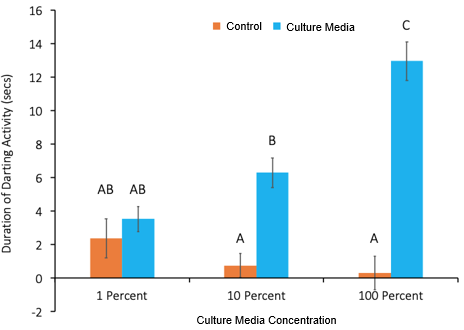 16
14
12
10
8
6
4
2
0
-2
Duration of Darting Activity (secs)
Control Culture Media
AB AB
A B
A C
1 Percent 10 Percent 100 Percent
Culture Media Concentration